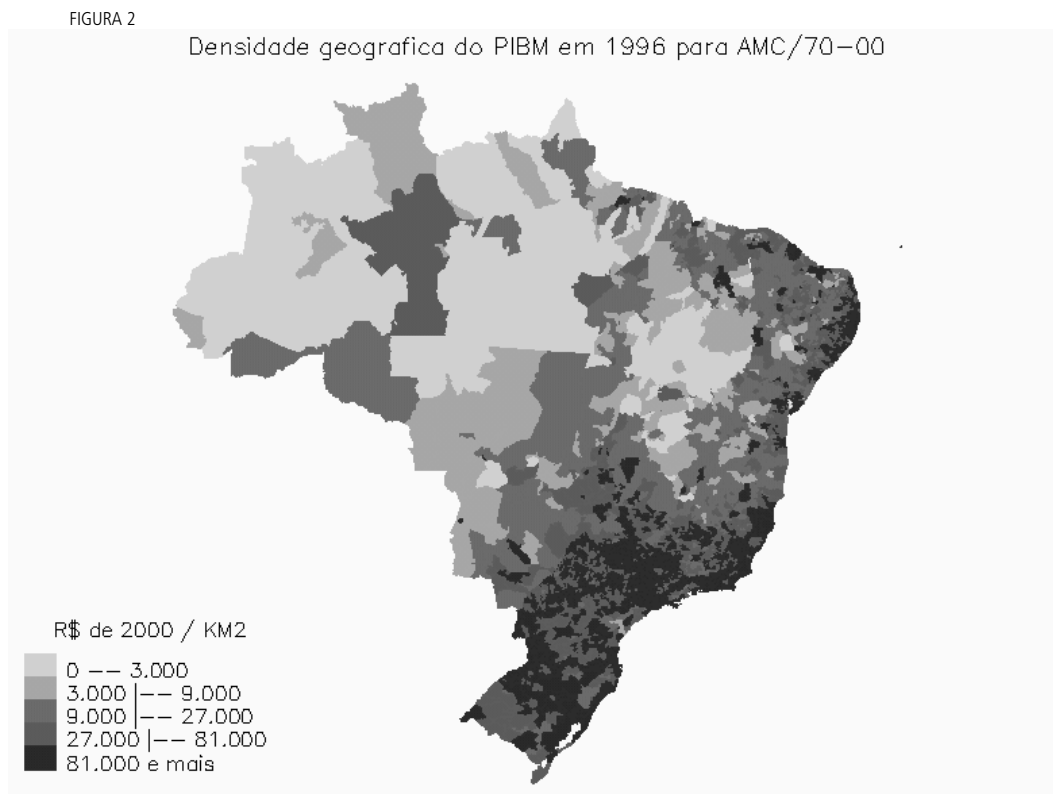 FIGURA 2
Densidade geografica do PIBM em 1996 para AMC/70-00
R$ de 2000 / KM2
0 -- 3.000
3.000 |-- 9.000
9.000 |-- 27.000
27.000 |-- 81.000
81.000 e mais